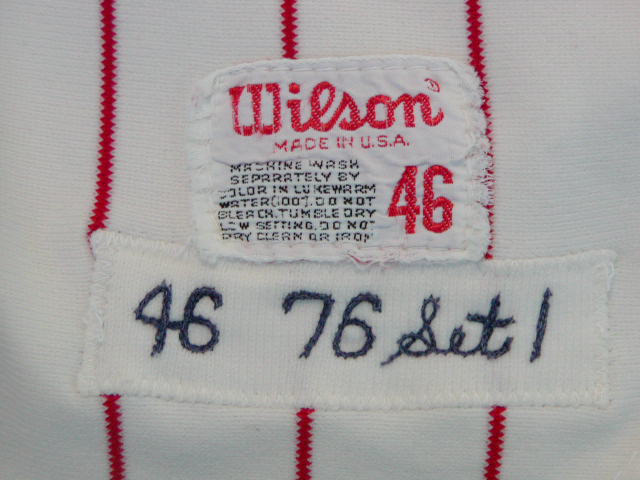 Wilson
MADE IN U.S.A.
MACHINE WASH
SEPARATELY BY
COLOR IN LUKEWARM
WATER(100°). DO NOT
BLEACH. TUMBLE DRY
LOW SETTING. DO NOT
DRY CLEAN OR IRON
46
46 76 Set 1